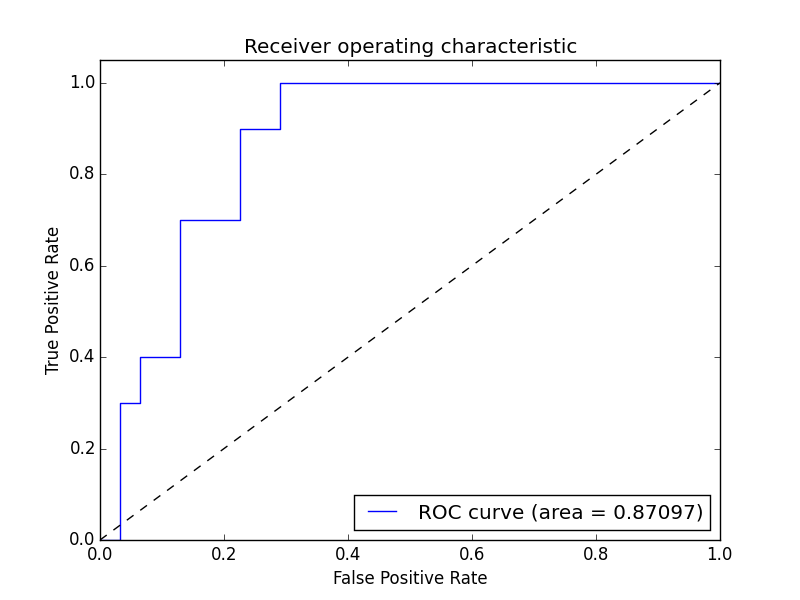 Receiver operating characteristic
1.0
0.8
0.6
0.4
0.2
0.0
True Positive Rate
ROC curve (area = 0.87097)
0.0 0.2 0.4 0.6 0.8 1.0
False Positive Rate